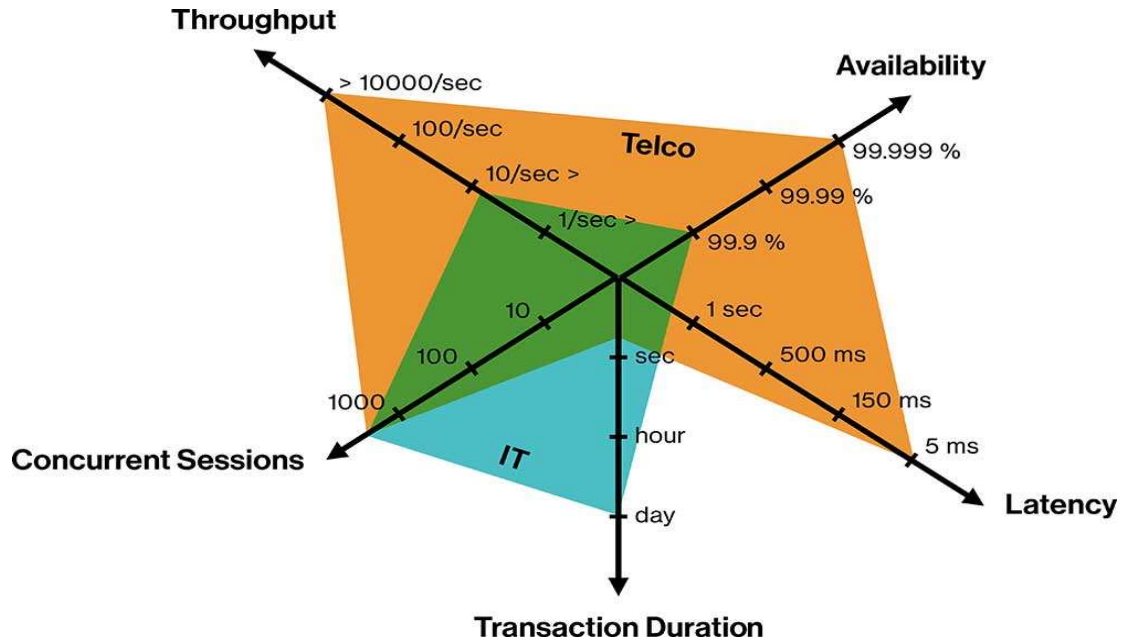 Throughput
Availability
> 10000/sec
100/sec
Telco
99.999 %
10/sec >
99.99 %
1/sec >
99.9 %
10
1 sec
100
sec
500 ms
1000
150 ms
hour
5 ms
Concurrent Sessions
IT
Latency
day
Transaction Duration